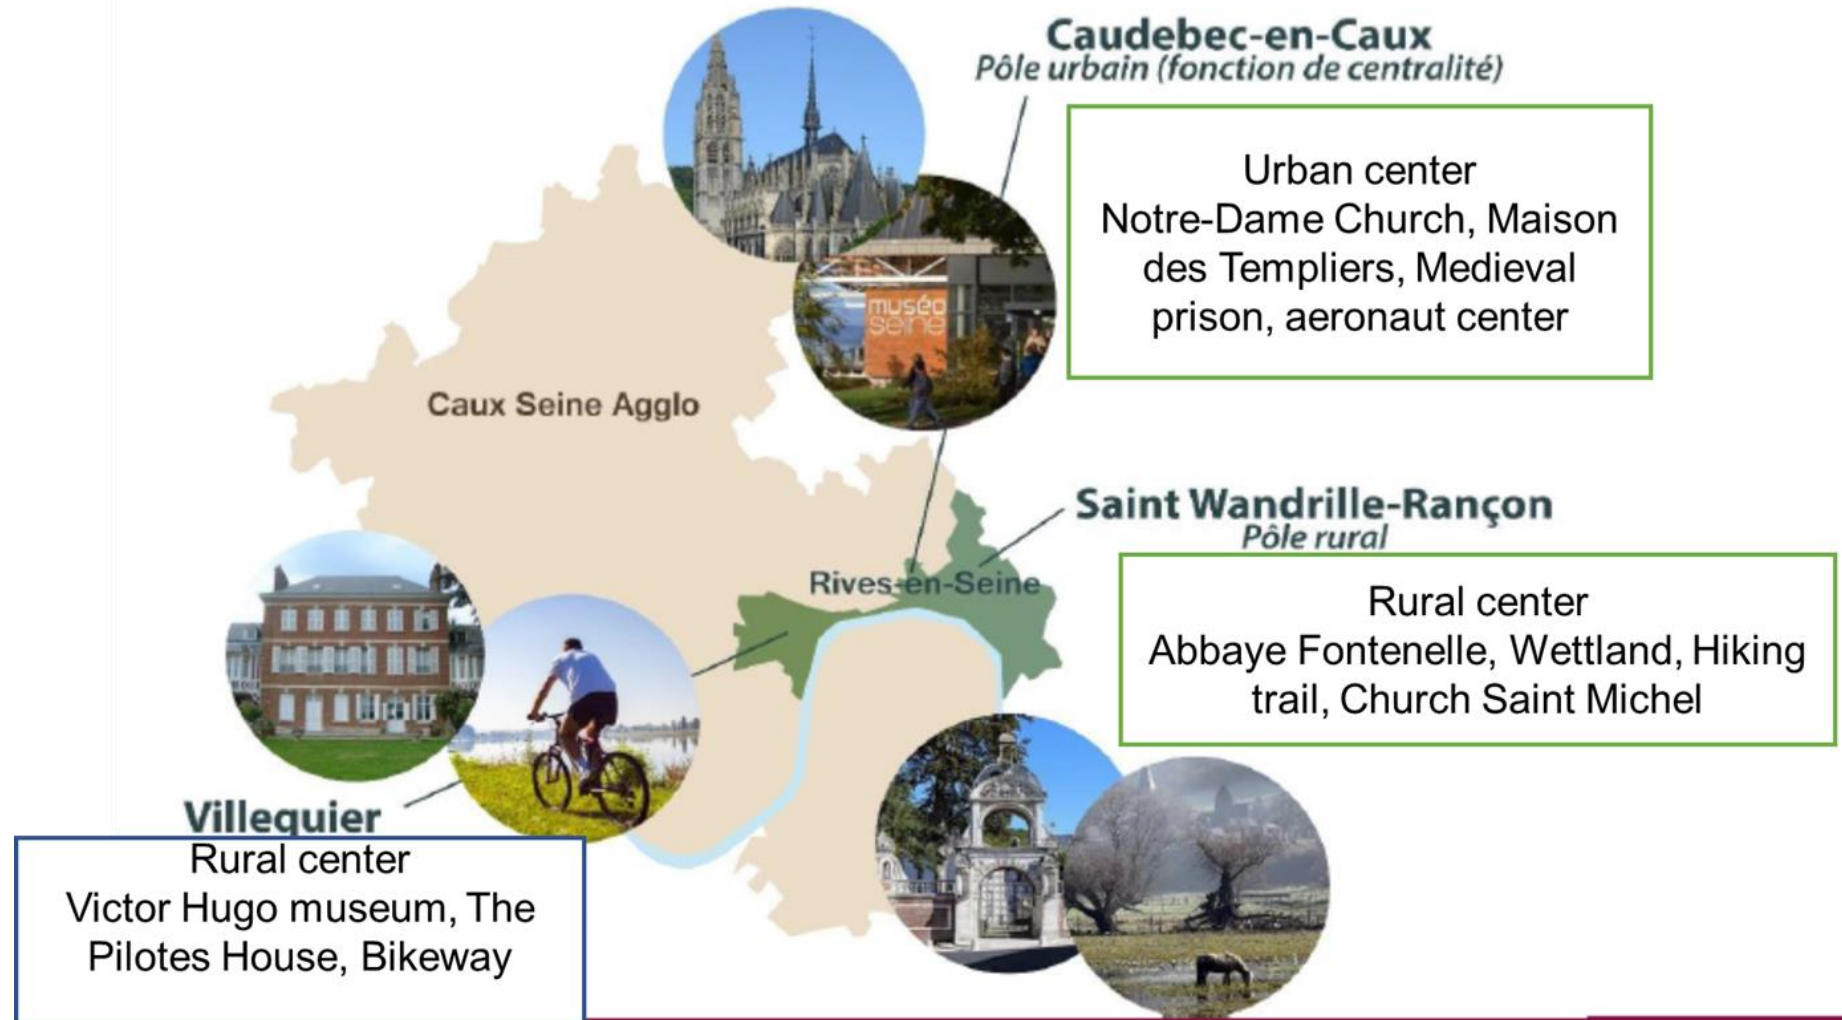 Caudebec-en-Caux
Pôle urbain (fonction de centralité)
Urban center
Notre-Dame Church, Maison
des Templiers, Medieval
prison, aeronaut center
muséo
seine
Caux Seine Agglo
Saint Wandrille-Rançon
Pôle rural
Rives-en-Seine
Rural center
Abbaye Fontenelle, Wettland, Hiking
trail, Church Saint Michel
Villequier
Rural center
Victor Hugo museum, The
Pilotes House, Bikeway